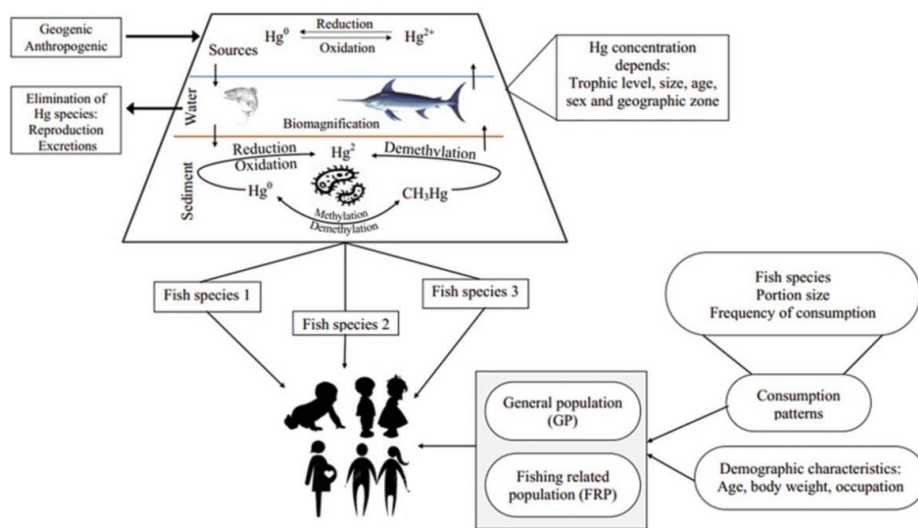 Geogenic
Anthropogenic
Elimination of
Hg species:
Reproduction
Excretions
Sources
Hg⁰
Reduction
Oxidation
Hg²⁺
Water
Biomagnification
Sediment
Reduction
Oxidation
Hg²
Demethylation
Hg⁰
CH₃Hg
Methylation
Demethylation
Hg concentration
depends:
Trophic level, size, age,
sex and geographic zone
Fish species 1
Fish species 2
Fish species 3
Fish species
Portion size
Frequency of consumption
Consumption
patterns
General population
(GP)
Fishing related
population (FRP)
Demographic characteristics:
Age, body weight, occupation